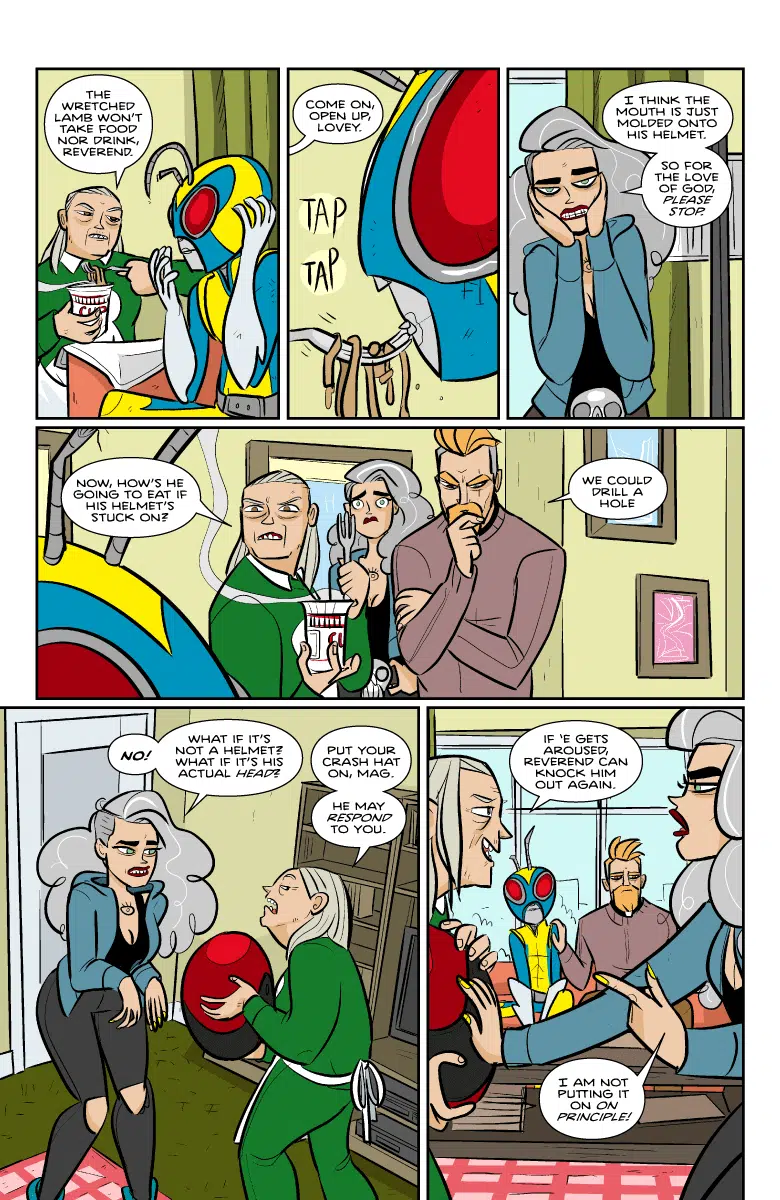 THE
WRETCHED
LAMB WON'T
TAKE FOOD
NOR DRINK,
REVEREND.
COME ON,
OPEN UP,
LOVEY.
TAP
TAP
I THINK THE
MOUTH IS JUST
MOLDED ONTO
HIS HELMET.
SO FOR
THE LOVE
OF GOD,
PLEASE
STOP.
NOW, HOW'S HE
GOING TO EAT IF
HIS HELMET'S
STUCK ON?
WE COULD
DRILL A
HOLE
NO!
WHAT IF IT'S
NOT A HELMET?
WHAT IF IT'S HIS
ACTUAL HEAD?
PUT YOUR
CRASH HAT
ON, MAG.
HE MAY
RESPOND
TO YOU.
IF 'E GETS
AROUSED,
REVEREND CAN
KNOCK HIM
OUT AGAIN.
I AM NOT
PUTTING IT
ON ON
PRINCIPLE!